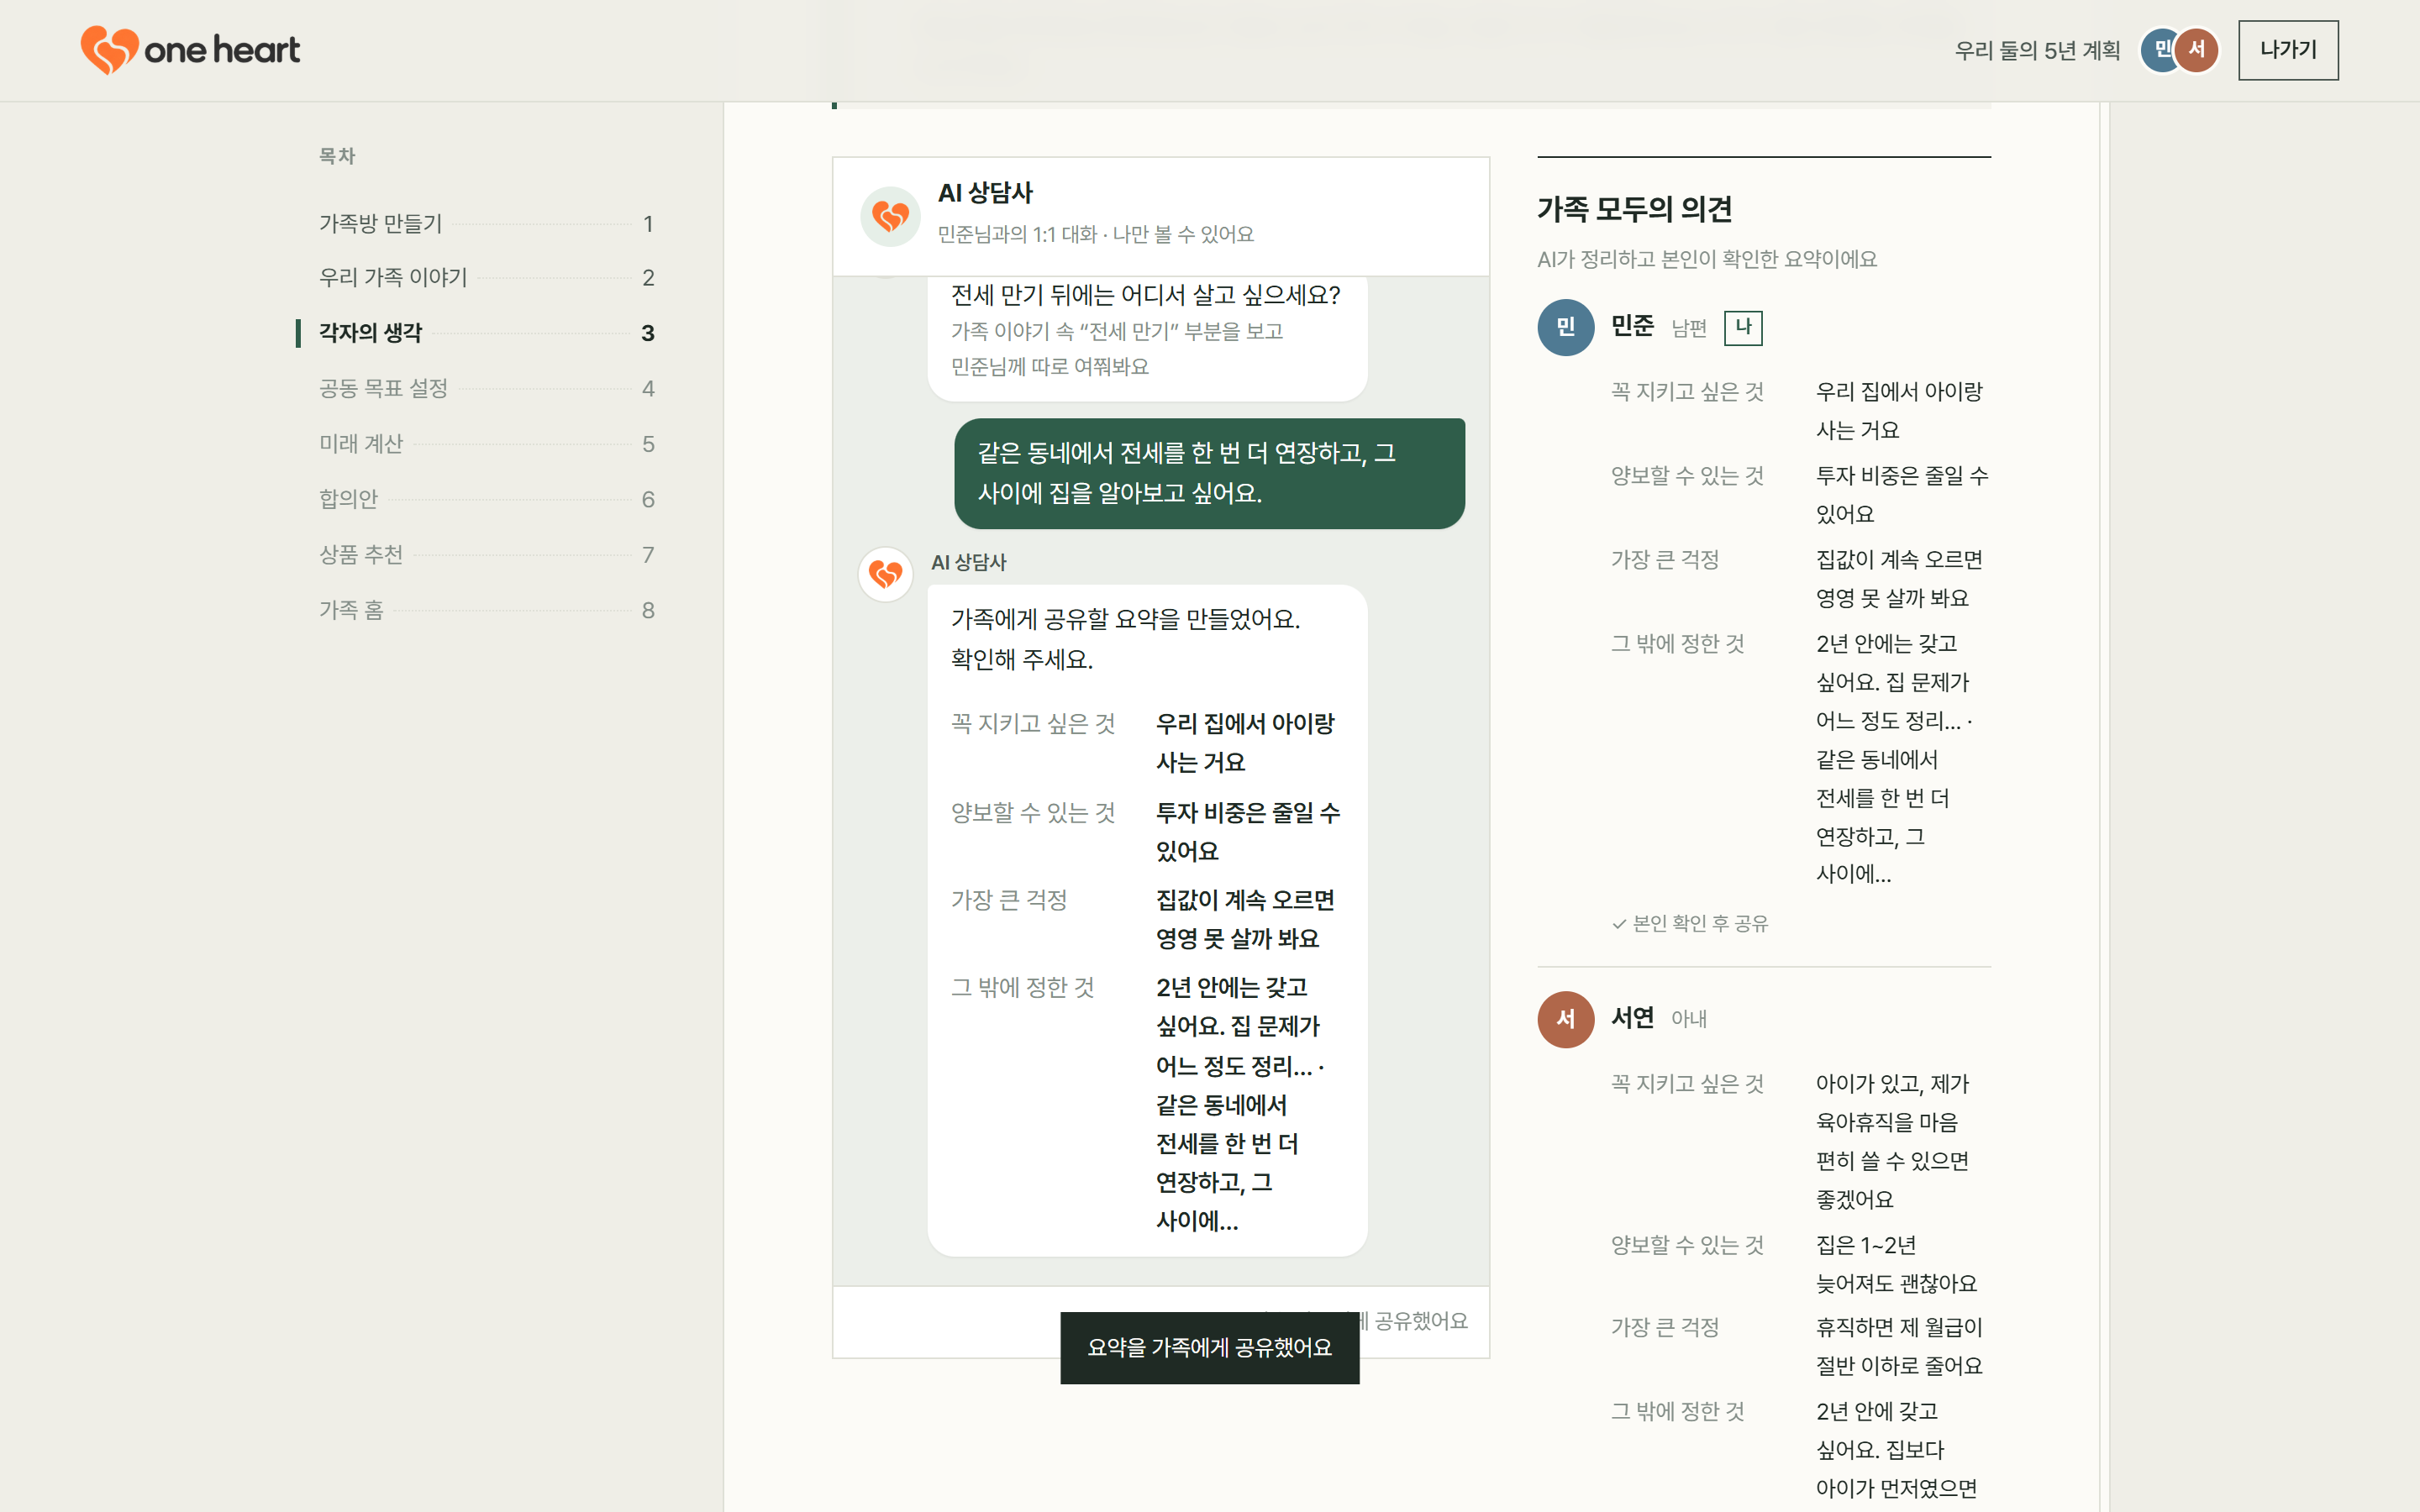 one heart
우리 둘의 5년 계획
민
서
나가기
목차
가족방 만들기 1
우리 가족 이야기 2
각자의 생각 3
공동 목표 설정 4
미래 계산 5
합의안 6
상품 추천 7
가족 홈 8
AI 상담사
민준님과의 1:1 대화 · 나만 볼 수 있어요
전세 만기 뒤에는 어디서 살고 싶으세요?
가족 이야기 속 “전세 만기” 부분을 보고
민준님께 따로 여쭤봐요
같은 동네에서 전세를 한 번 더 연장하고, 그
사이에 집을 알아보고 싶어요.
AI 상담사
가족에게 공유할 요약을 만들었어요.
확인해 주세요.
꼭 지키고 싶은 것 우리 집에서 아이랑
사는 거요
양보할 수 있는 것 투자 비중은 줄일 수
있어요
가장 큰 걱정 집값이 계속 오르면
영영 못 살까 봐요
그 밖에 정한 것 2년 안에는 갖고
싶어요. 집 문제가
어느 정도 정리... ·
같은 동네에서
전세를 한 번 더
연장하고, 그
사이에...
공유했어요
요약을 가족에게 공유했어요
가족 모두의 의견
AI가 정리하고 본인이 확인한 요약이에요
민
민준 남편 나
꼭 지키고 싶은 것 우리 집에서 아이랑
사는 거요
양보할 수 있는 것 투자 비중은 줄일 수
있어요
가장 큰 걱정 집값이 계속 오르면
영영 못 살까 봐요
그 밖에 정한 것 2년 안에는 갖고
싶어요. 집 문제가
어느 정도 정리... ·
같은 동네에서
전세를 한 번 더
연장하고, 그
사이에...
✓ 본인 확인 후 공유
서
서연 아내
꼭 지키고 싶은 것 아이가 있고, 제가
육아휴직을 마음
편히 쓸 수 있으면
좋겠어요
양보할 수 있는 것 집은 1~2년
늦어져도 괜찮아요
가장 큰 걱정 휴직하면 제 월급이
절반 이하로 줄어요
그 밖에 정한 것 2년 안에 갖고
싶어요. 집보다
아이가 먼저였으면